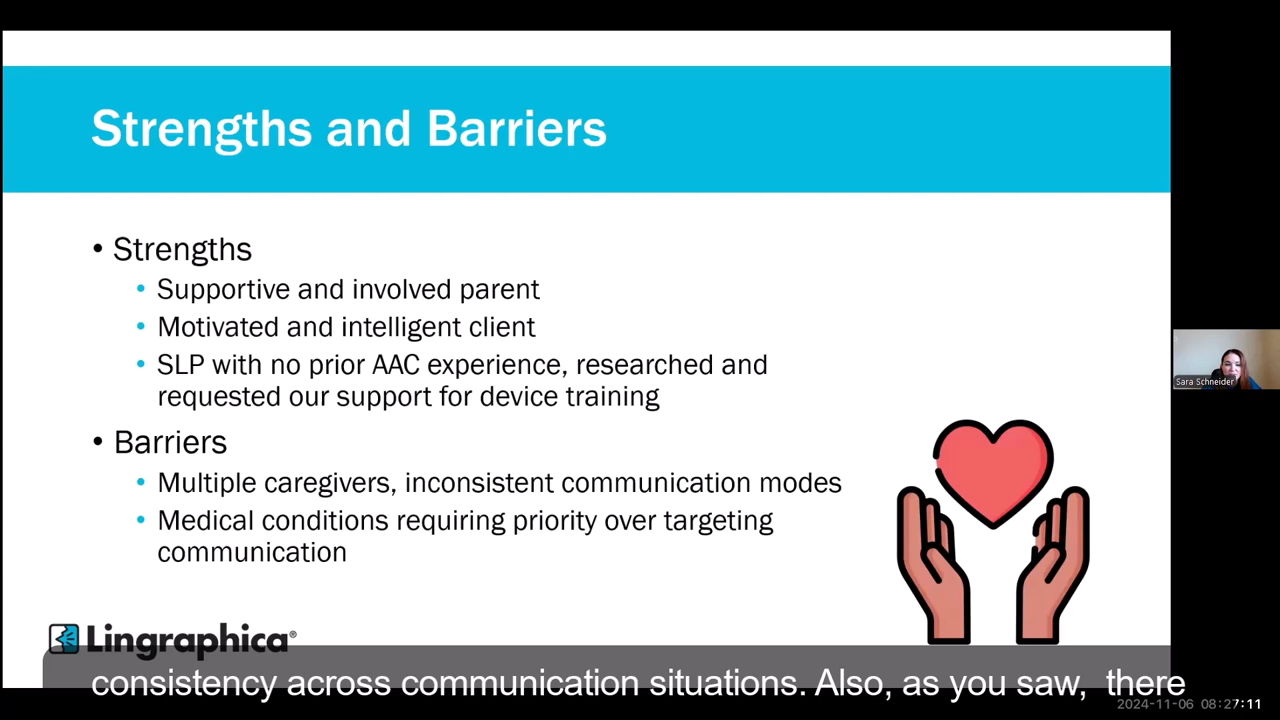 Strengths and Barriers
• Strengths
• Supportive and involved parent
• Motivated and intelligent client
• SLP with no prior AAC experience, researched and
requested our support for device training
• Barriers
• Multiple caregivers, inconsistent communication modes
• Medical conditions requiring priority over targeting
communication
Sara Schneider
Lingraphica®
consistency across communication situations. Also, as you saw, there
2024-11-06 08:27:11